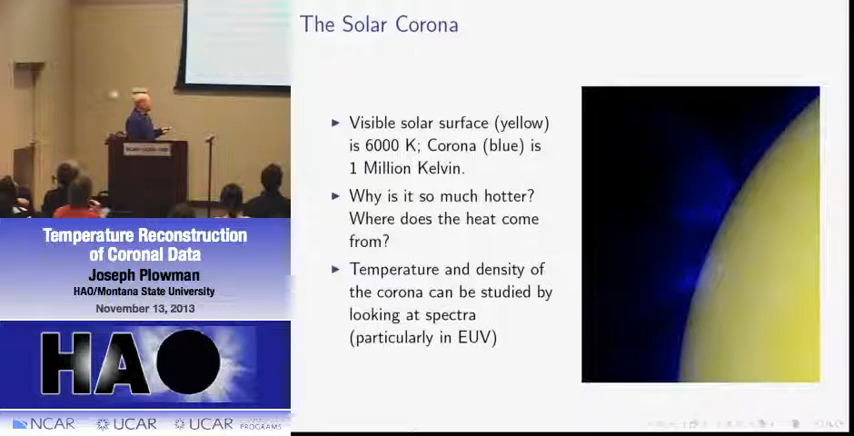 The Solar Corona
Visible solar surface (yellow)
is 6000 K; Corona (blue) is
1 Million Kelvin.
Why is it so much hotter?
Where does the heat come
from?
Temperature and density of
the corona can be studied by
looking at spectra
(particularly in EUV)
Temperature Reconstruction
of Coronal Data
Joseph Plowman
HAO/Montana State University
November 13, 2013
HAO
NCAR UCAR UCAR
PROGRAMS